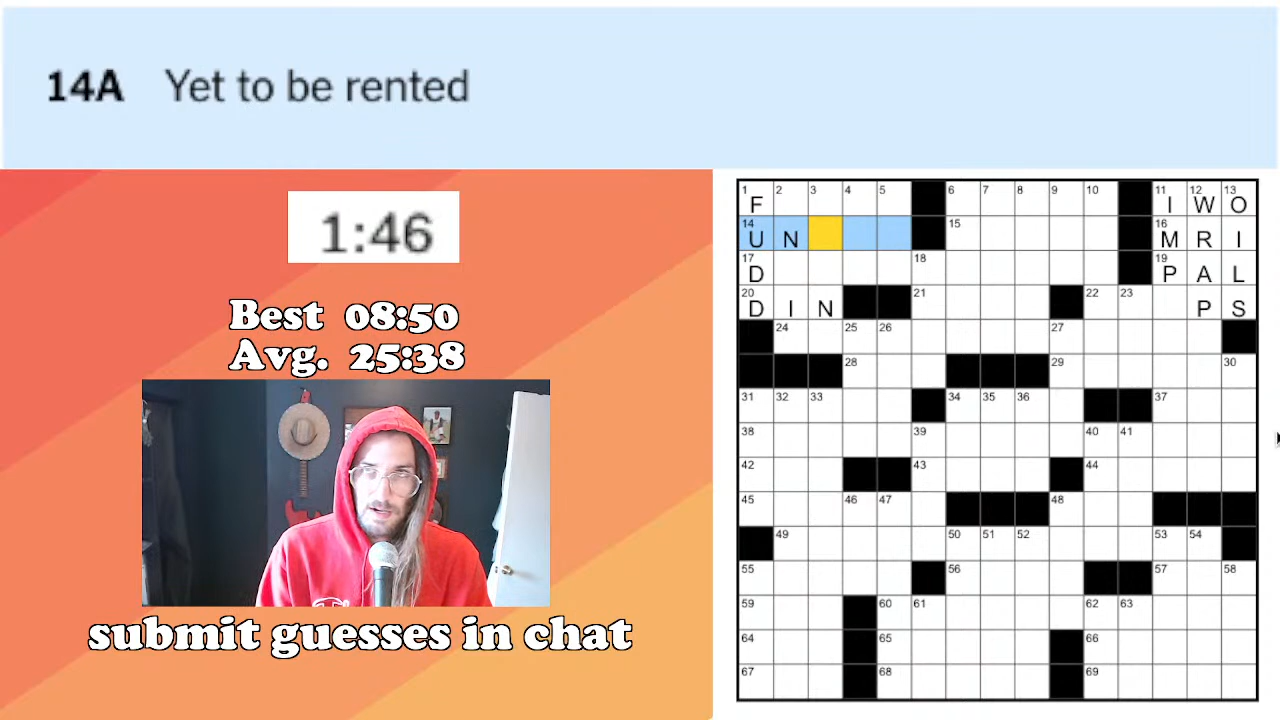 14A Yet to be rented
1:46
Best 08:50
Avg. 25:38
submit guesses in chat
1 2 3 4 5 6 7 8 9 10 11 12 13
F I W O
14 15 16
U N M R I
17 18 19
D P A L
20 21 22 23
D I N P S
24 25 26 27
28 29 30
31 32 33 34 35 36 37
38 39 40 41
42 43 44
45 46 47 48
49 50 51 52 53 54
55 56 57 58
59 60 61 62 63
64 65 66
67 68 69